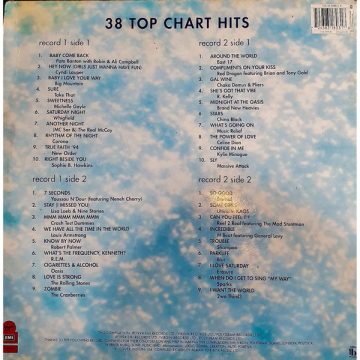 38 TOP CHART HITS
record 1 side 1
1. BABY COME BACK
Pato Banton with Robin & Ali Campbell
2. HEY NOW (GIRLS JUST WANNA HAVE FUN)
Cyndi Lauper
3. BABY I LOVE YOUR WAY
Big Mountain
4. SURE
Take That
5. SWEETNESS
Michelle Gayle
6. SATURDAY NIGHT
Whigfield
7. ANOTHER NIGHT
(MC Sar & The Real McCoy
8. RHYTHM OF THE NIGHT
Corona
9. TRUE FAITH '94
New Order
10. RIGHT BESIDE YOU
Sophie B. Hawkins
record 1 side 2
1. 7 SECONDS
Youssou N'Dour (featuring Neneh Cherry)
2. STAY (I MISSED YOU)
Lisa Loeb & Nine Stories
3. MMM MMM MMM MMM
Crash Test Dummies
4. WE HAVE ALL THE TIME IN THE WORLD
Louis Armstrong
5. KNOW BY NOW
Robert Palmer
6. WHAT'S THE FREQUENCY, KENNETH?
R.E.M.
7. CIGARETTES & ALCOHOL
Oasis
8. LOVE IS STRONG
The Rolling Stones
9. ZOMBIE
The Cranberries
record 2 side 1
1. AROUND THE WORLD
East 17
2. COMPLIMENTS ON YOUR KISS
Red Dragon featuring Brian and Tony Gold
3. GAL WINE
Chaka Demus & Pliers
4. SHE'S GOT THAT VIBE
R. Kelly
5. MIDNIGHT AT THE OASIS
Brand New Heavies
6. STARS
China Black
7. WHAT'S GOING ON
Music Relief
8. THE POWER OF LOVE
Celine Dion
9. CONFIDE IN ME
Kylie Minogue
10. SLY
Massive Attack
record 2 side 2
1. SO GOOD
Eternal
2. SOME GIRLS
Ultimate Kaos
3. CAN YOU FEEL IT
Reel 2 Reel featuring The Mad Stuntman
4. INCREDIBLE
M Beat featuring General Levy
5. TROUBLE
Shampoo
6. PARKLIFE
Blur
7. I LOVE SATURDAY
Erasure
8. WHEN DO I GET TO SING "MY WAY"
Sparks
9. I WANT THE WORLD
2wo Third3
EMI